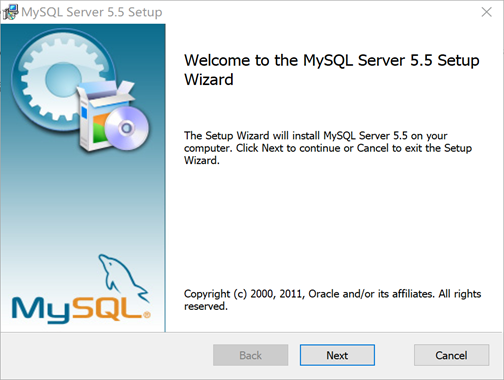 MySQL Server 5.5 Setup
Welcome to the MySQL Server 5.5 Setup
Wizard
The Setup Wizard will install MySQL Server 5.5 on your
computer. Click Next to continue or Cancel to exit the Setup
Wizard.
MySQL®
Copyright (c) 2000, 2011, Oracle and/or its affiliates. All rights
reserved.
Back
Next
Cancel